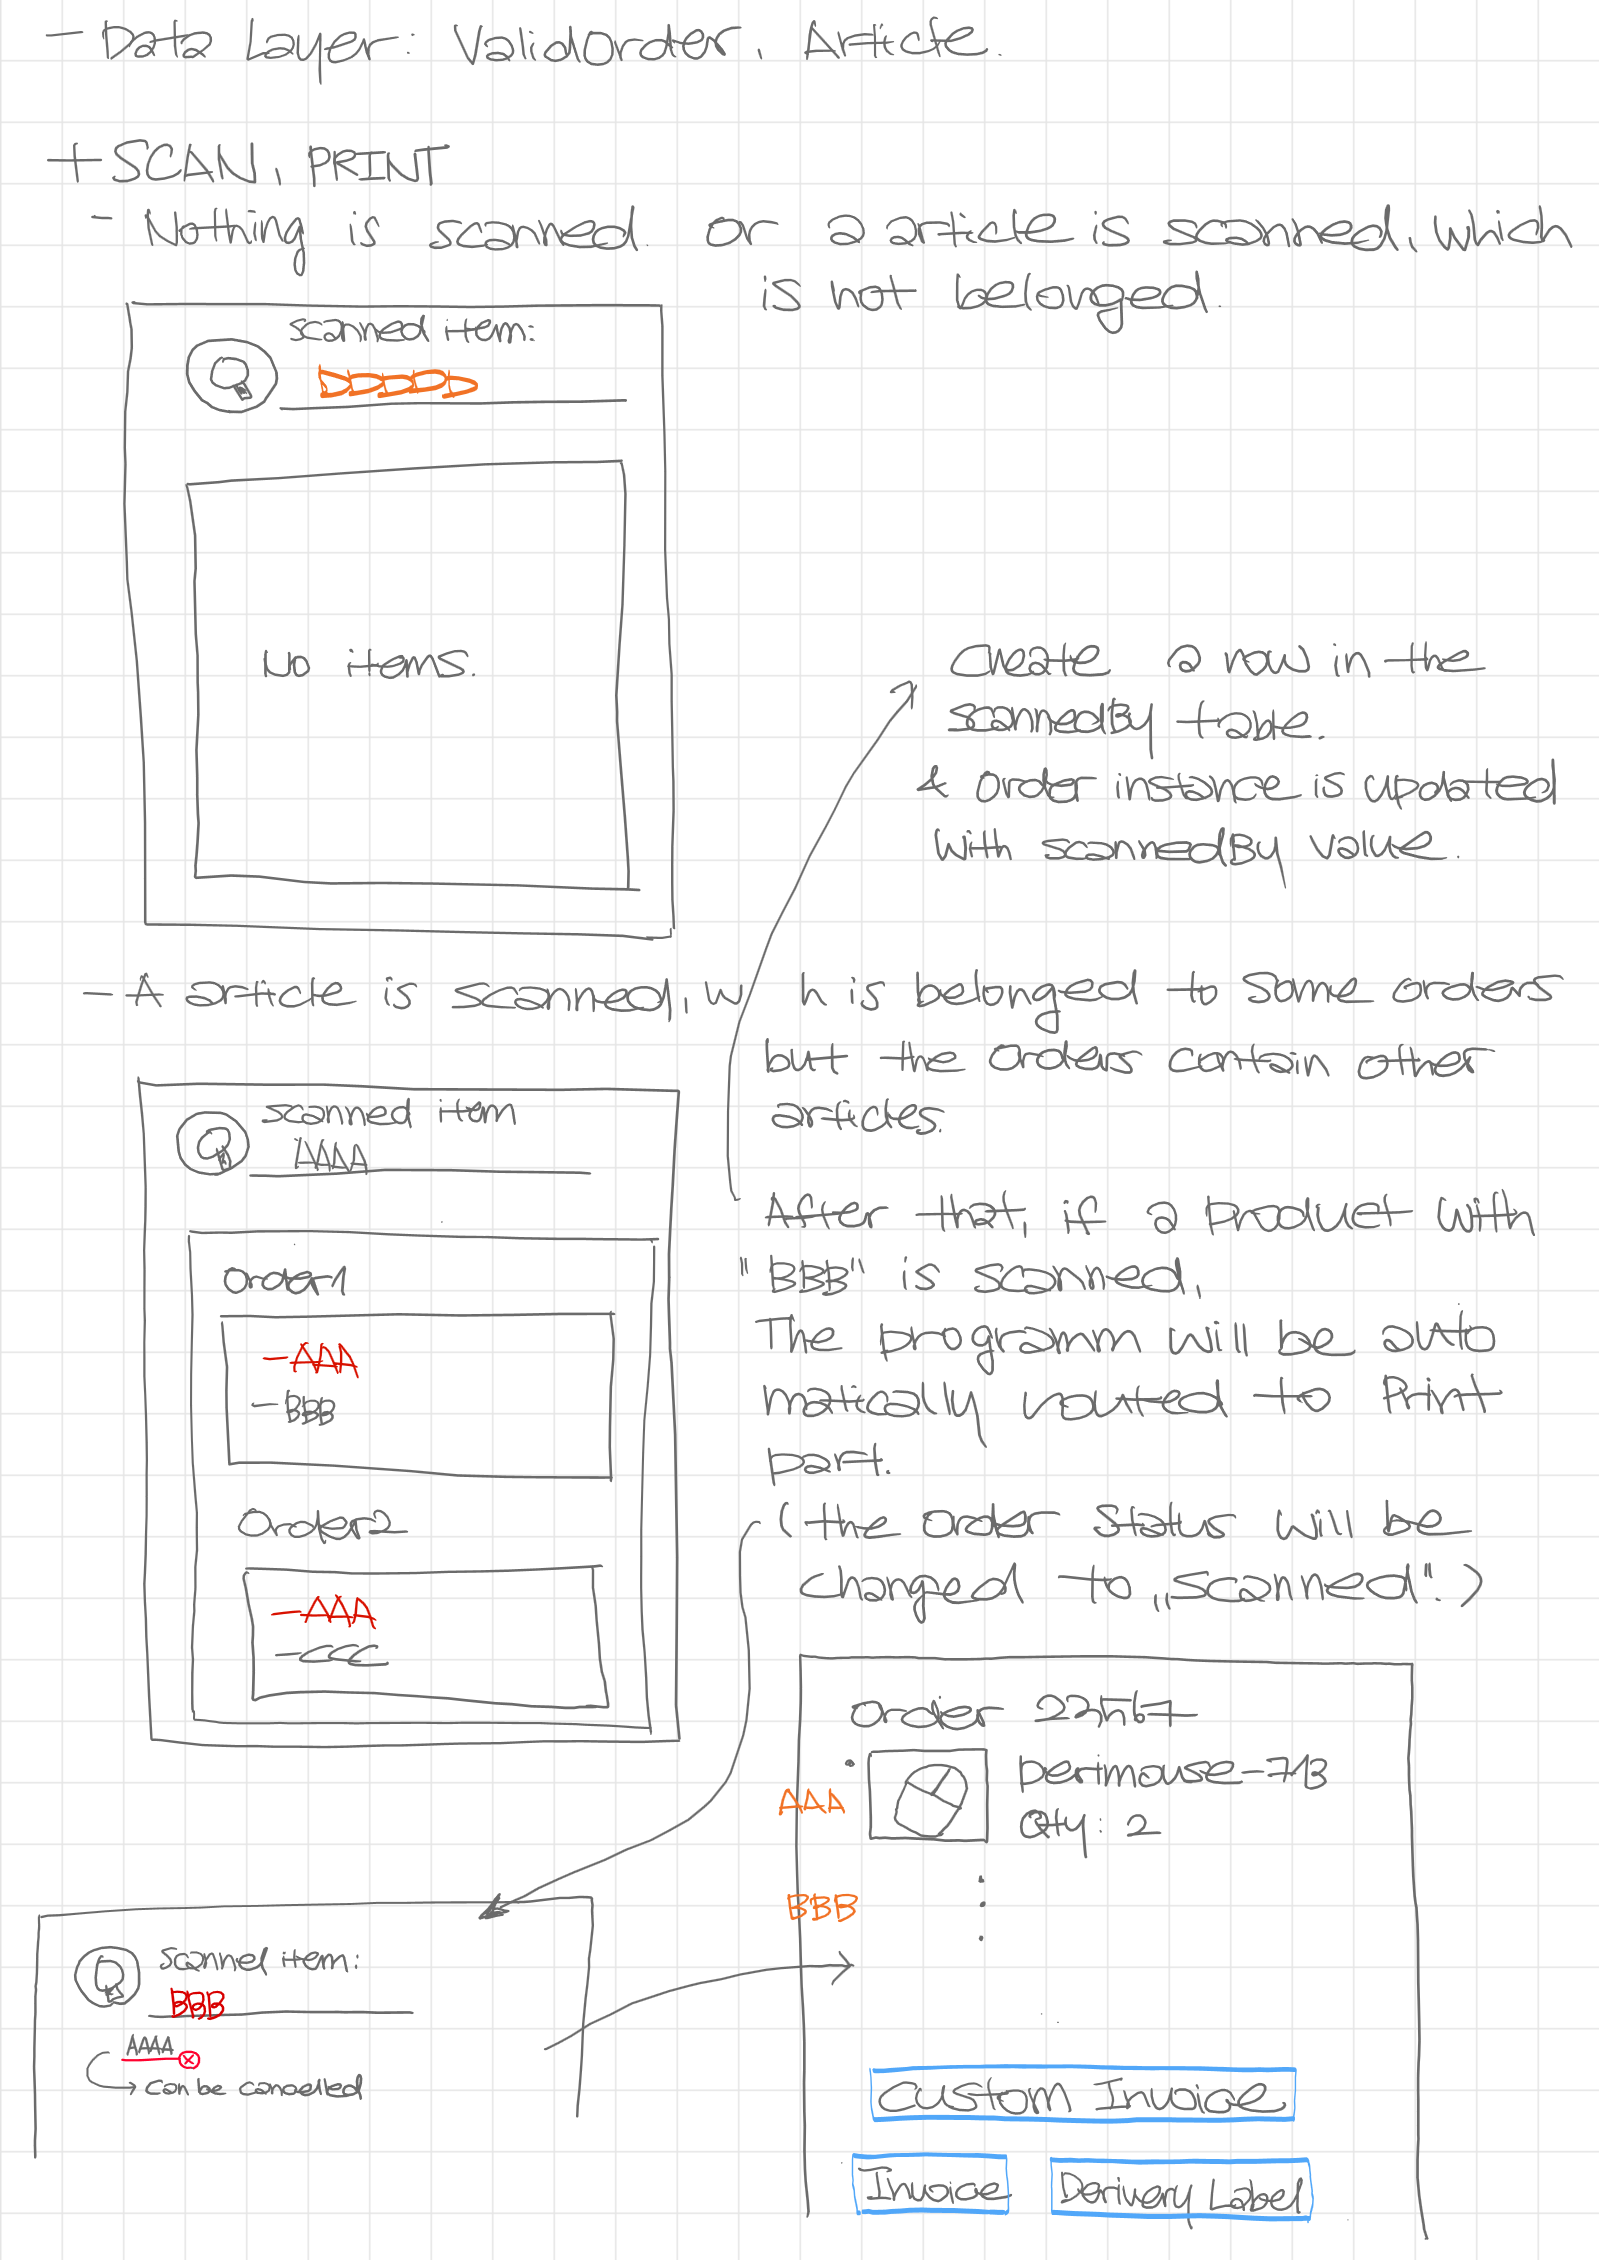 - Data Layer: ValidOrder, Article.
+ SCAN, PRINT
- Nothing is scanned or a article is scanned, which
is not belonged.
scanned item:
DDDDD
No items.
Create a row in the
scannedBy table.
& Order instance is updated
with scannedBy value.
- A article is scanned, w h is belonged to some orders
but the orders contain other
articles.
scanned item
AAAA
Order1
- AAA
- BBB
Order2
- AAA
- CCC
After that, if a product with
"BBB" is scanned,
The programm will be auto
matically routed to Print
part.
(the order status will be
changed to „scanned".)
Order 22567
AAA
perimouse-713
Qty: 2
BBB
Scannel item:
BBB
AAAA
can be cancelled
Custom Invoice
Invoice
Derivery Label